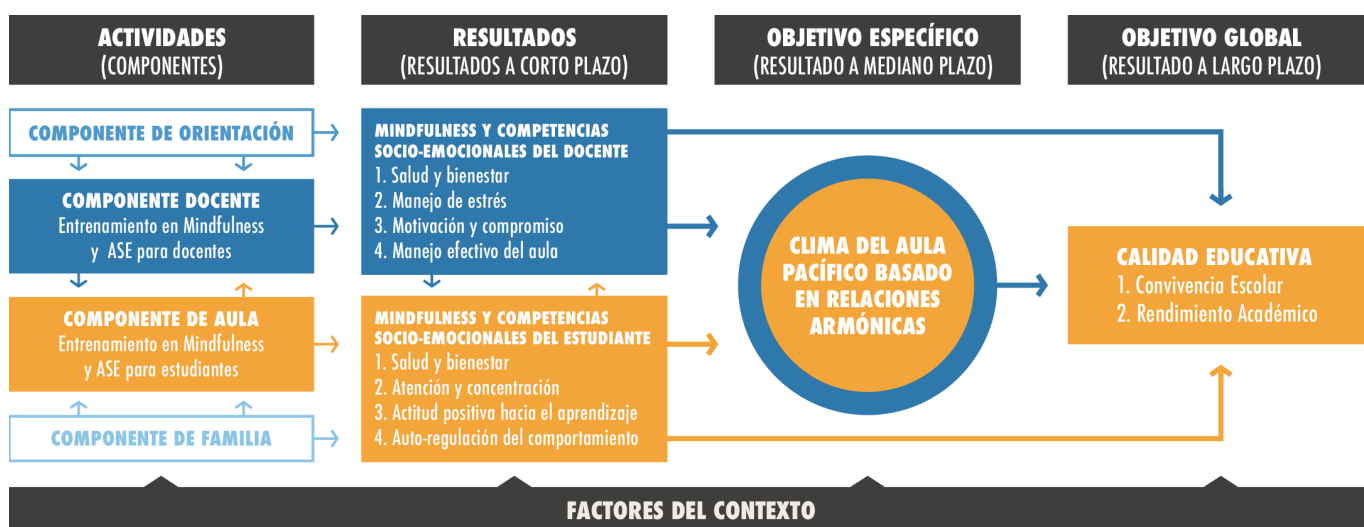 ACTIVIDADES
(COMPONENTES)
RESULTADOS
(RESULTADOS A CORTO PLAZO)
OBJETIVO ESPECÍFICO
(RESULTADO A MEDIANO PLAZO)
OBJETIVO GLOBAL
(RESULTADO A LARGO PLAZO)
COMPONENTE DE ORIENTACIÓN
COMPONENTE DOCENTE
Entrenamiento en Mindfulness
y ASE para docentes
COMPONENTE DE AULA
Entrenamiento en Mindfulness
y ASE para estudiantes
COMPONENTE DE FAMILIA
MINDFULNESS Y COMPETENCIAS
SOCIO-EMOCIONALES DEL DOCENTE
1. Salud y bienestar
2. Manejo de estrés
3. Motivación y compromiso
4. Manejo efectivo del aula
MINDFULNESS Y COMPETENCIAS
SOCIO-EMOCIONALES DEL ESTUDIANTE
1. Salud y bienestar
2. Atención y concentración
3. Actitud positiva hacia el aprendizaje
4. Auto-regulación del comportamiento
CLIMA DEL AULA
PACÍFICO BASADO
EN RELACIONES
ARMÓNICAS
CALIDAD EDUCATIVA
1. Convivencia Escolar
2. Rendimiento Académico
FACTORES DEL CONTEXTO